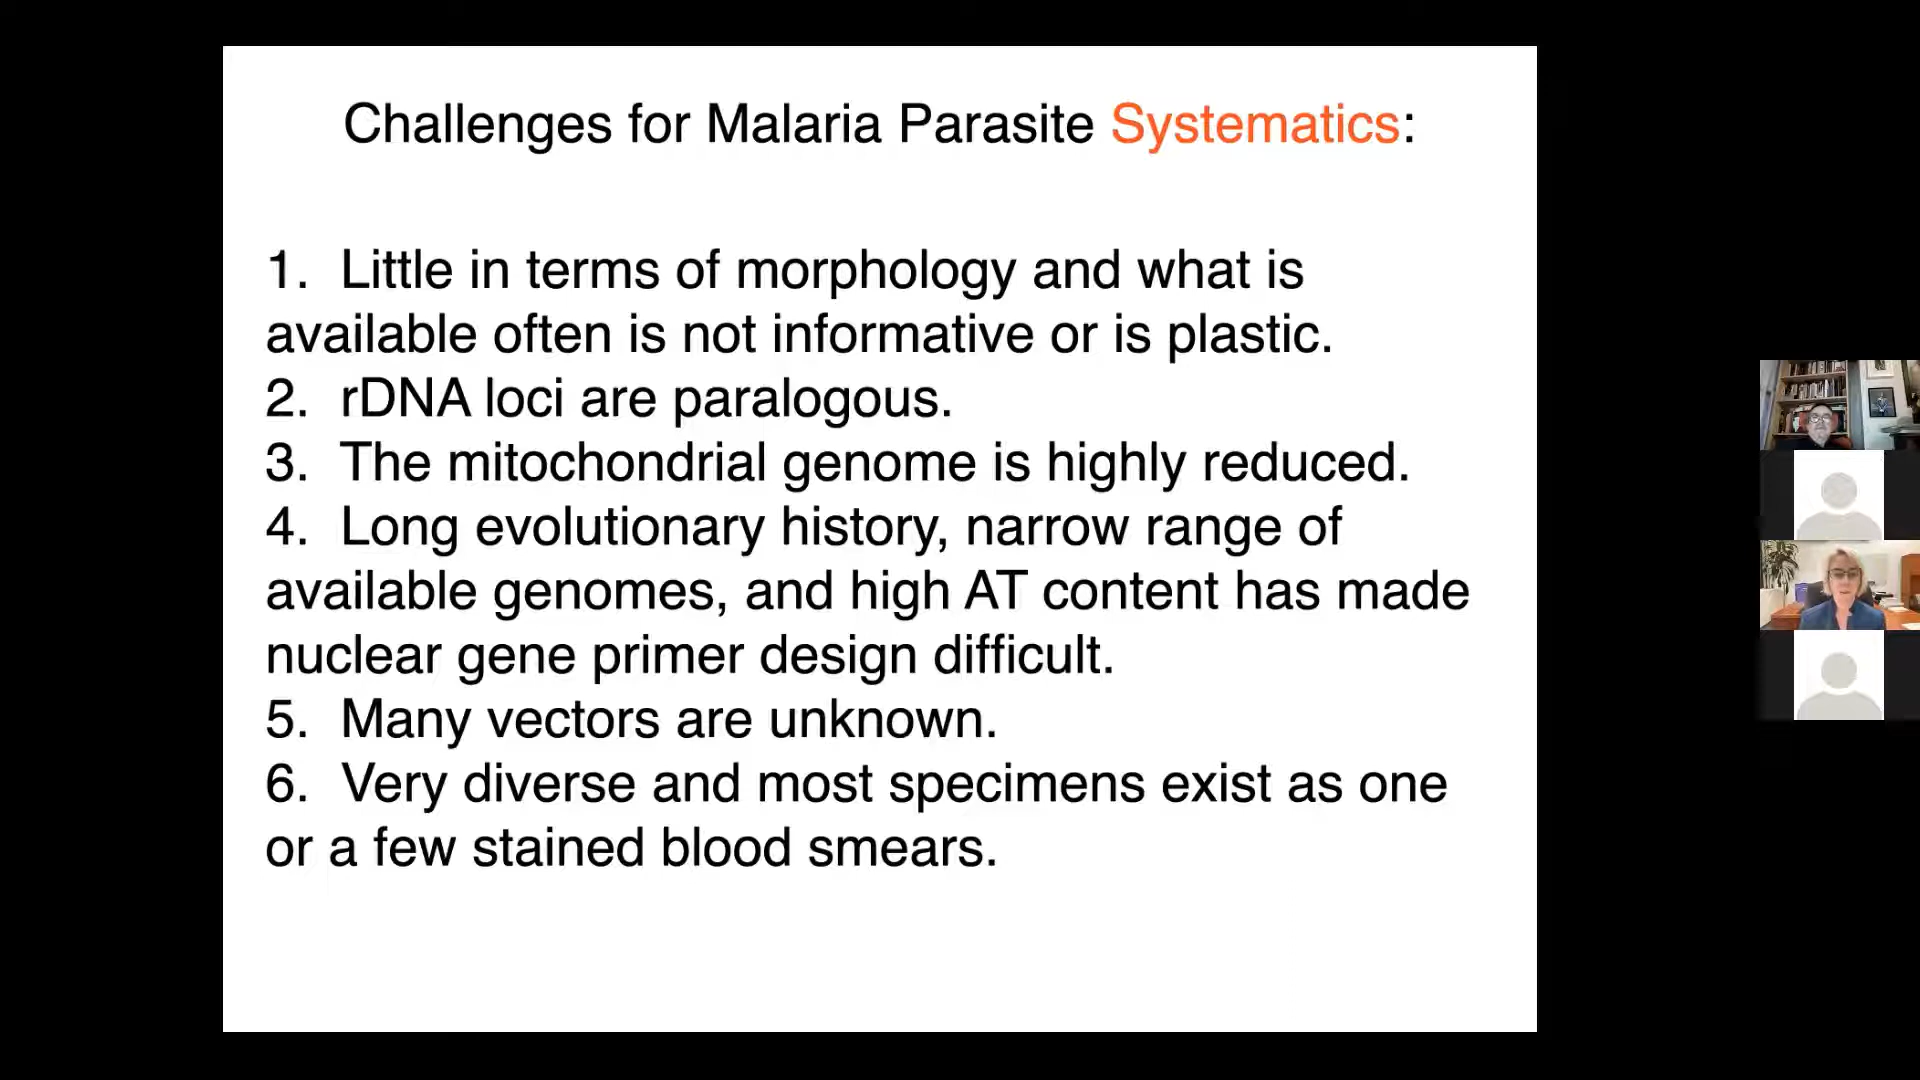 Challenges for Malaria Parasite Systematics:
1. Little in terms of morphology and what is
available often is not informative or is plastic.
2. rDNA loci are paralogous.
3. The mitochondrial genome is highly reduced.
4. Long evolutionary history, narrow range of
available genomes, and high AT content has made
nuclear gene primer design difficult.
5. Many vectors are unknown.
6. Very diverse and most specimens exist as one
or a few stained blood smears.